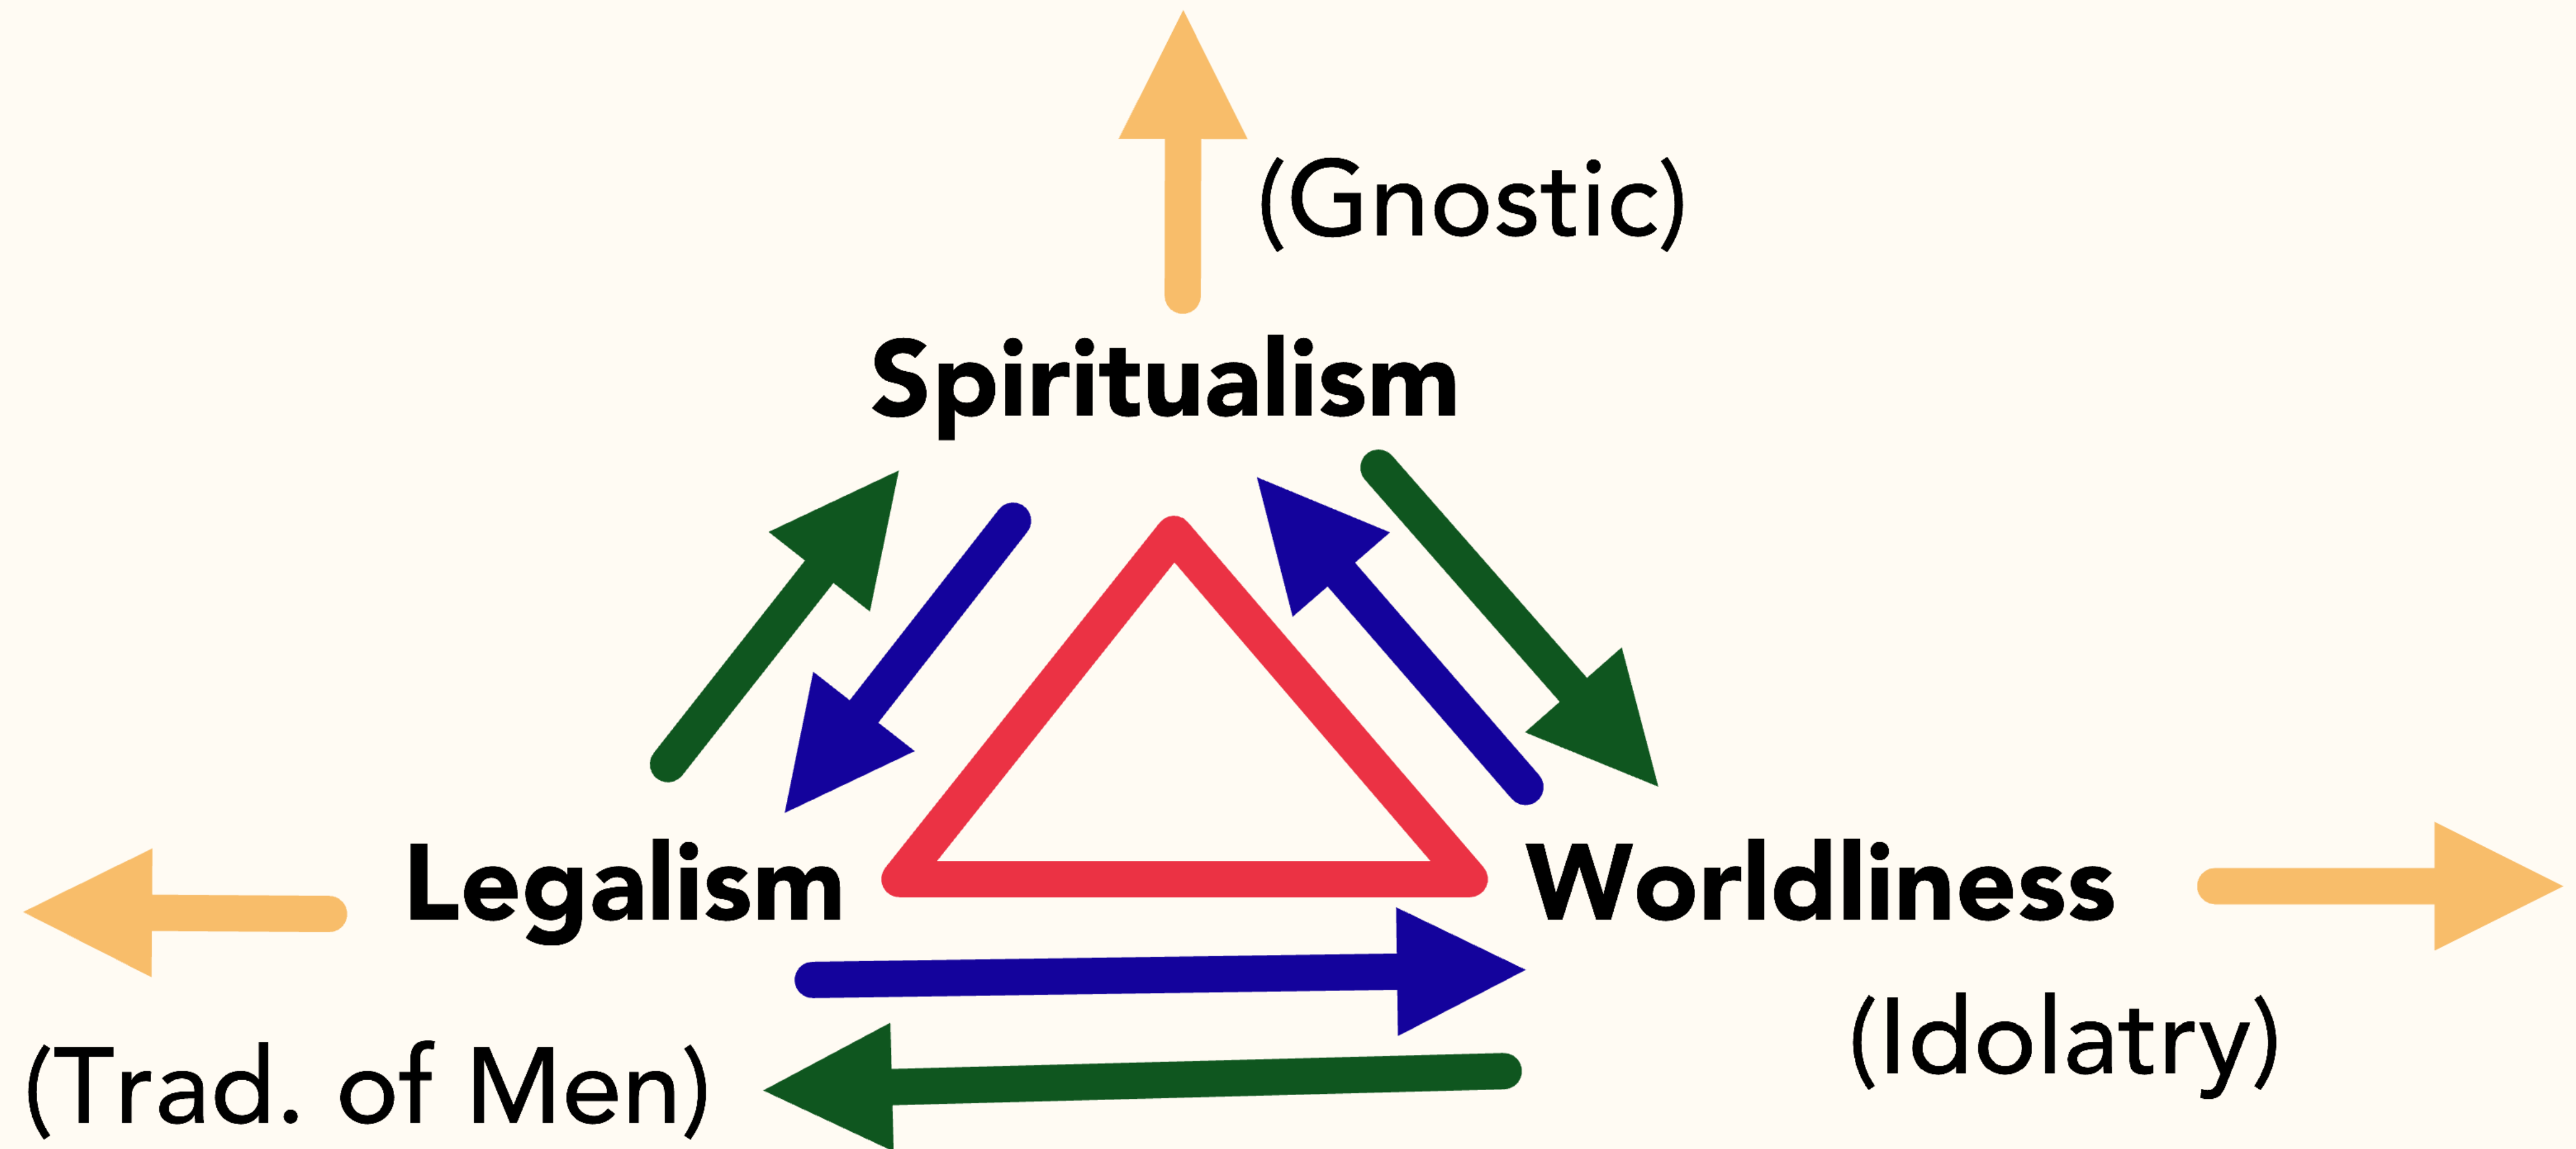 (Gnostic)
Spiritualism
Legalism
Worldliness
(Trad. of Men)
(Idolatry)